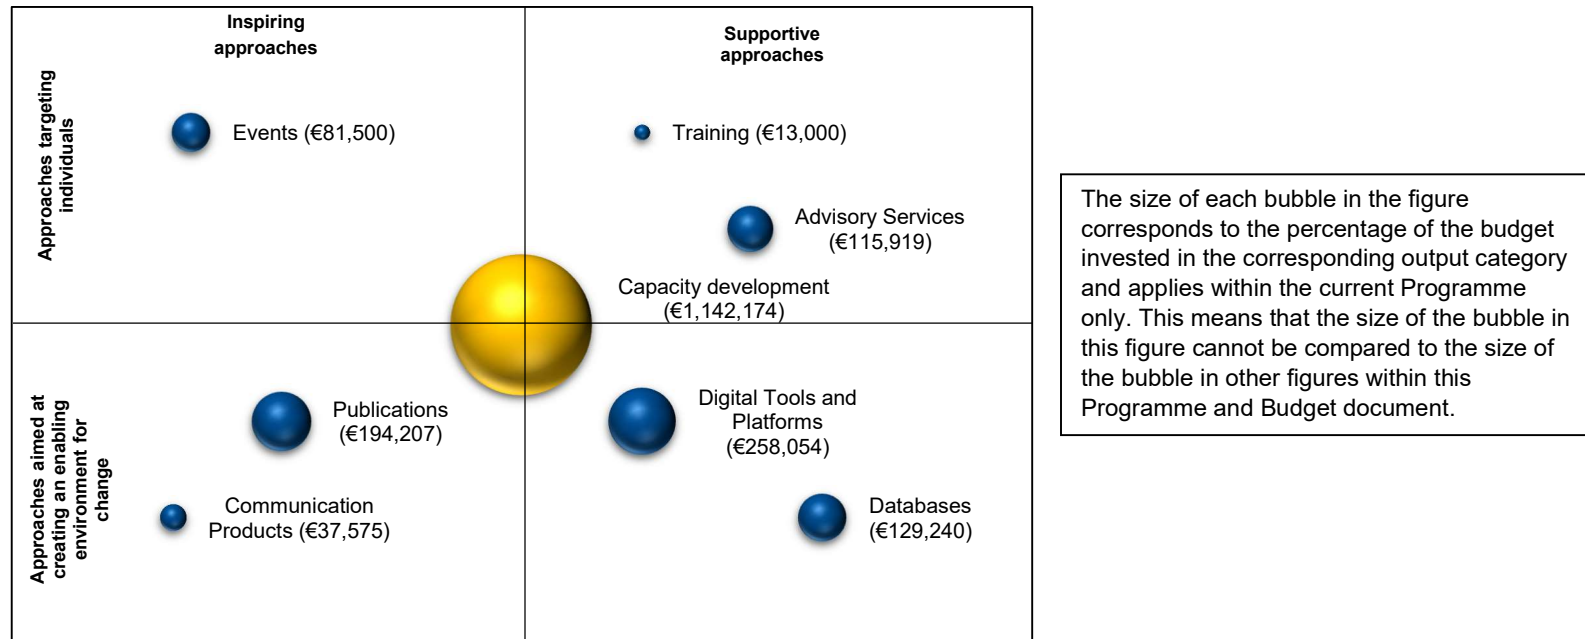 Inspiring
approaches
Supportive
approaches
Approaches targeting
individuals
Events (€81,500)
Training (€13,000)
Advisory Services
(€115,919)
Capacity development
(€1,142,174)
Approaches aimed at
creating an enabling
environment for
change
Publications
(€194,207)
Digital Tools and
Platforms
(€258,054)
Communication
Products (€37,575)
Databases
(€129,240)
The size of each bubble in the figure
corresponds to the percentage of the budget
invested in the corresponding output category
and applies within the current Programme
only. This means that the size of the bubble in
this figure cannot be compared to the size of
the bubble in other figures within this
Programme and Budget document.